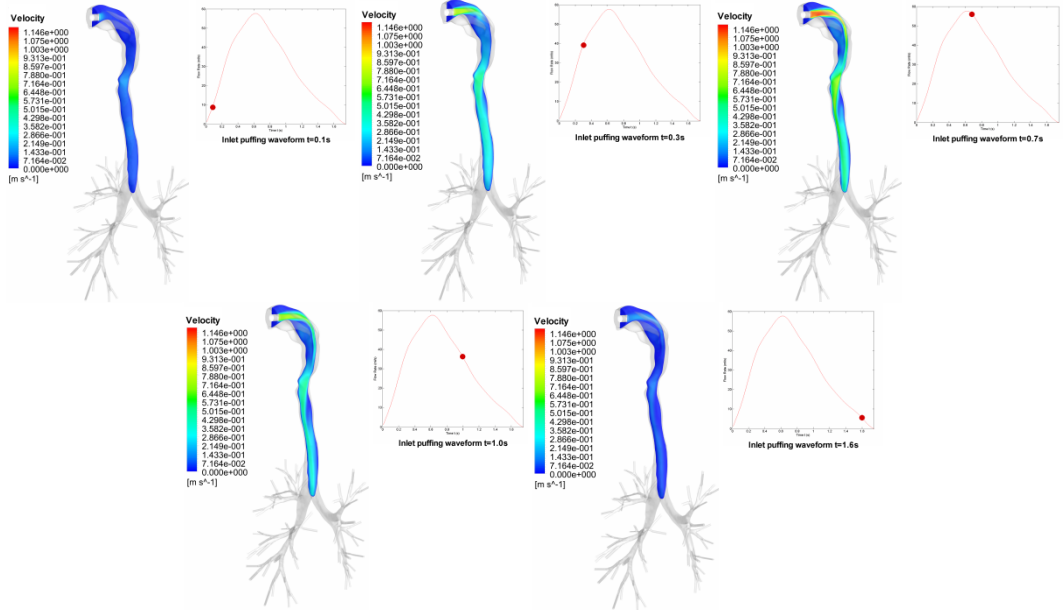 Velocity
1.146e+000
1.075e+000
1.003e+000
9.313e-001
8.597e-001
7.880e-001
7.164e-001
6.448e-001
5.731e-001
5.015e-001
4.298e-001
3.582e-001
2.866e-001
2.149e-001
1.433e-001
7.164e-002
0.000e+000
[m s^-1]
Inlet puffing waveform t=0.1s
Velocity
1.146e+000
1.075e+000
1.003e+000
9.313e-001
8.597e-001
7.880e-001
7.164e-001
6.448e-001
5.731e-001
5.015e-001
4.298e-001
3.582e-001
2.866e-001
2.149e-001
1.433e-001
7.164e-002
0.000e+000
[m s^-1]
Inlet puffing waveform t=0.3s
Velocity
1.146e+000
1.075e+000
1.003e+000
9.313e-001
8.597e-001
7.880e-001
7.164e-001
6.448e-001
5.731e-001
5.015e-001
4.298e-001
3.582e-001
2.866e-001
2.149e-001
1.433e-001
7.164e-002
0.000e+000
[m s^-1]
Inlet puffing waveform t=0.7s
Velocity
1.146e+000
1.075e+000
1.003e+000
9.313e-001
8.597e-001
7.880e-001
7.164e-001
6.448e-001
5.731e-001
5.015e-001
4.298e-001
3.582e-001
2.866e-001
2.149e-001
1.433e-001
7.164e-002
0.000e+000
[m s^-1]
Inlet puffing waveform t=1.0s
Velocity
1.146e+000
1.075e+000
1.003e+000
9.313e-001
8.597e-001
7.880e-001
7.164e-001
6.448e-001
5.731e-001
5.015e-001
4.298e-001
3.582e-001
2.866e-001
2.149e-001
1.433e-001
7.164e-002
0.000e+000
[m s^-1]
Inlet puffing waveform t=1.6s